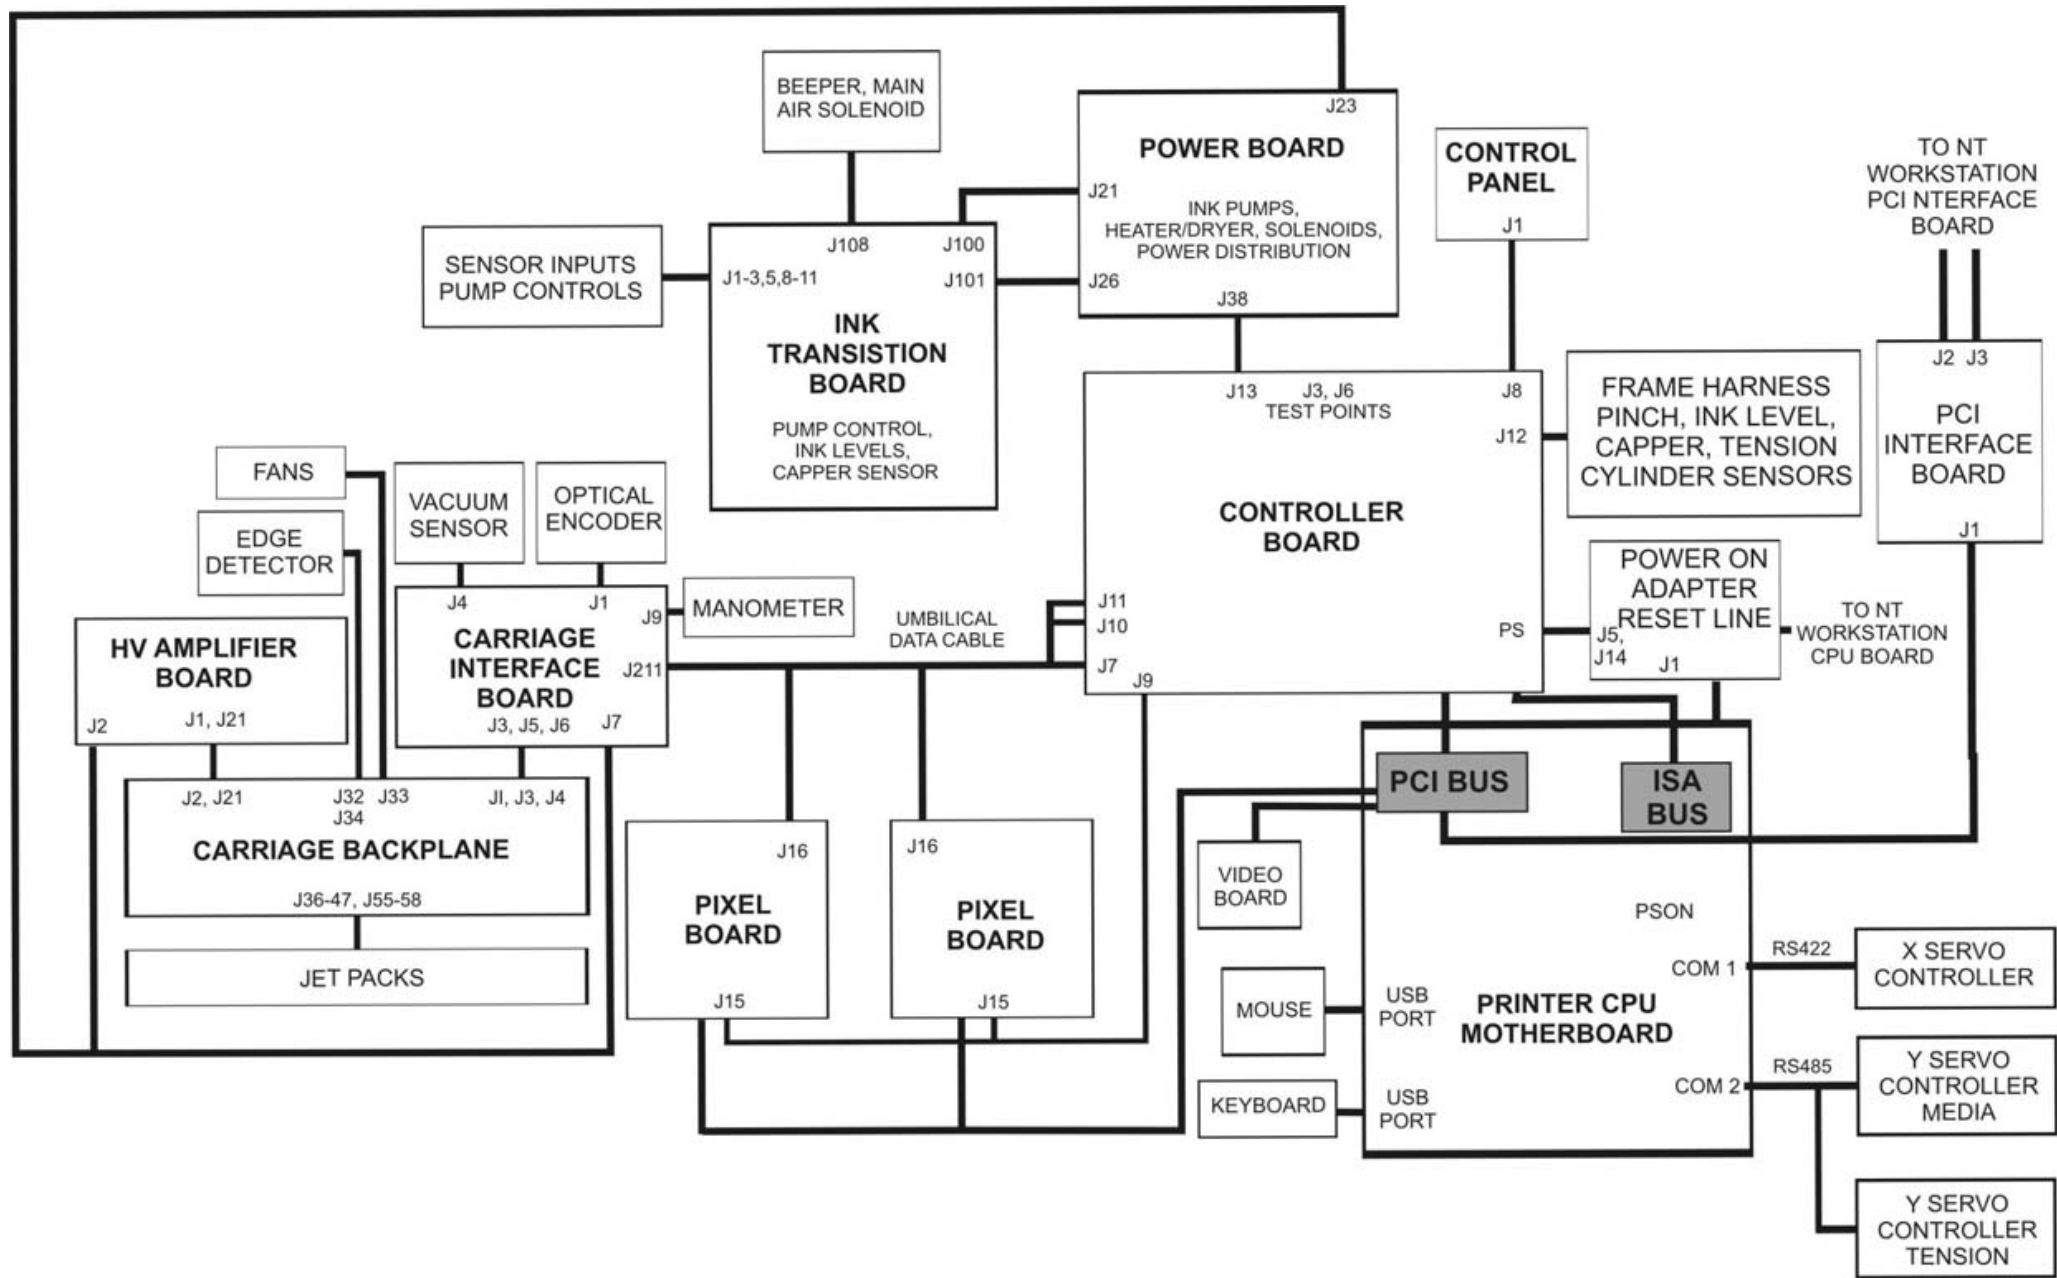 BEEPER, MAIN
AIR SOLENOID
J23
POWER BOARD
J21
INK PUMPS,
HEATER/DRYER, SOLENOIDS,
POWER DISTRIBUTION
J26
J38
CONTROL
PANEL
J1
TO NT
WORKSTATION
PCI NTERFACE
BOARD
SENSOR INPUTS
PUMP CONTROLS
J108
J100
J1-3,5,8-11
J101
INK
TRANSISTION
BOARD
PUMP CONTROL,
INK LEVELS,
CAPPER SENSOR
J13
J3, J6
TEST POINTS
J8
J12
CONTROLLER
BOARD
J11
J10
J7
J9
PS
FRAME HARNESS
PINCH, INK LEVEL,
CAPPER, TENSION
CYLINDER SENSORS
J2 J3
PCI
INTERFACE
BOARD
J1
POWER ON
ADAPTER
RESET LINE
J5,
J14
J1
TO NT
WORKSTATION
CPU BOARD
FANS
EDGE
DETECTOR
VACUUM
SENSOR
OPTICAL
ENCODER
MANOMETER
UMBILICAL
DATA CABLE
HV AMPLIFIER
BOARD
J2
J1, J21
J4
J1
J9
CARRIAGE
INTERFACE
BOARD
J211
J3, J5, J6
J7
J2, J21
J32
J34
J33
JI, J3, J4
CARRIAGE BACKPLANE
J36-47, J55-58
JET PACKS
J16
PIXEL
BOARD
J15
J16
PIXEL
BOARD
J15
PCI BUS
ISA
BUS
VIDEO
BOARD
MOUSE
KEYBOARD
PSON
COM 1
USB
PORT
PRINTER CPU
MOTHERBOARD
COM 2
USB
PORT
RS422
X SERVO
CONTROLLER
RS485
Y SERVO
CONTROLLER
MEDIA
Y SERVO
CONTROLLER
TENSION